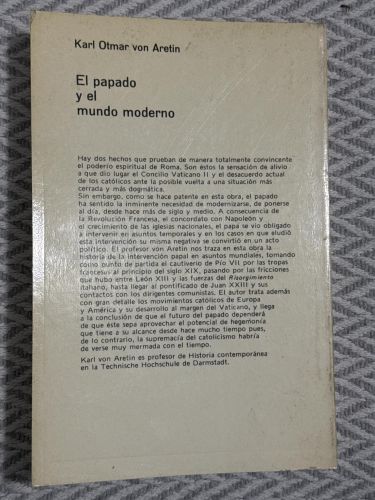 Karl Otmar von Aretin
El papado
y el
mundo moderno
Hay dos hechos que prueban de manera totalmente convincente
el poderío espiritual de Roma. Son éstos la sensación de alivio
a que dio lugar el Concilio Vaticano II y el desacuerdo actual
de los católicos ante la posible vuelta a una situación más
cerrada y más dogmática.
Sin embargo, como se hace patente en esta obra, el papado
ha sentido la inminente necesidad de modernizarse, de ponerse
al día, desde hace más de siglo y medio. A consecuencia de
la Revolución Francesa, el concordato con Napoleón y
el crecimiento de las iglesias nacionales, el papa se vio obligado
a intervenir en asuntos temporales y en los casos en que eludió
esta intervención su misma negativa se convirtió en un acto
político. El profesor von Aretin nos traza en esta obra la
historia de la intervención papal en asuntos mundiales, tomando
como punto de partida el cautiverio de Pío VII por las tropas
francesas al principio del siglo XIX, pasando por las fricciones
que hubo entre León XIII y las fuerzas del Risorgimiento
italiano, hasta llegar al pontificado de Juan XXIII y sus
contactos con los dirigentes comunistas. El autor trata además
con gran detalle los movimientos católicos de Europa
y América y su desarrollo al margen del Vaticano, y llega
a la conclusión de que el futuro del papado dependerá
de que éste sepa aprovechar el potencial de hegemonía
que tiene a su alcance desde hace mucho tiempo pues,
de lo contrario, la supremacía del catolicismo habría
de verse muy mermada con el tiempo.
Karl von Aretin es profesor de Historia contemporánea
en la Technische Hochschule de Darmstadt.